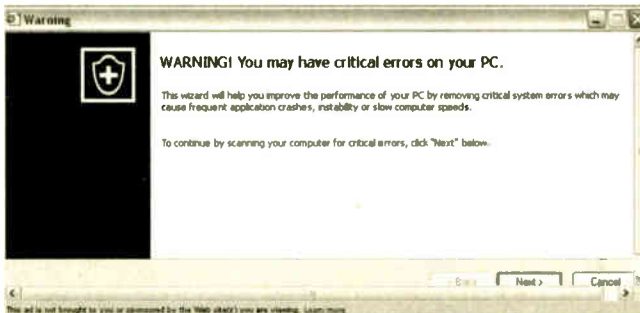 Warning
WARNING! You may have critical errors on your PC.
This wizard will help you improve the performance of your PC by removing critical system errors which may
cause frequent application crashes, instability or slow computer speeds.
To continue by scanning your computer for critical errors, click "Next" below.
Next > Cancel
This ad is not brought to you or sponsored by the Web site(s) you are viewing. Learn more